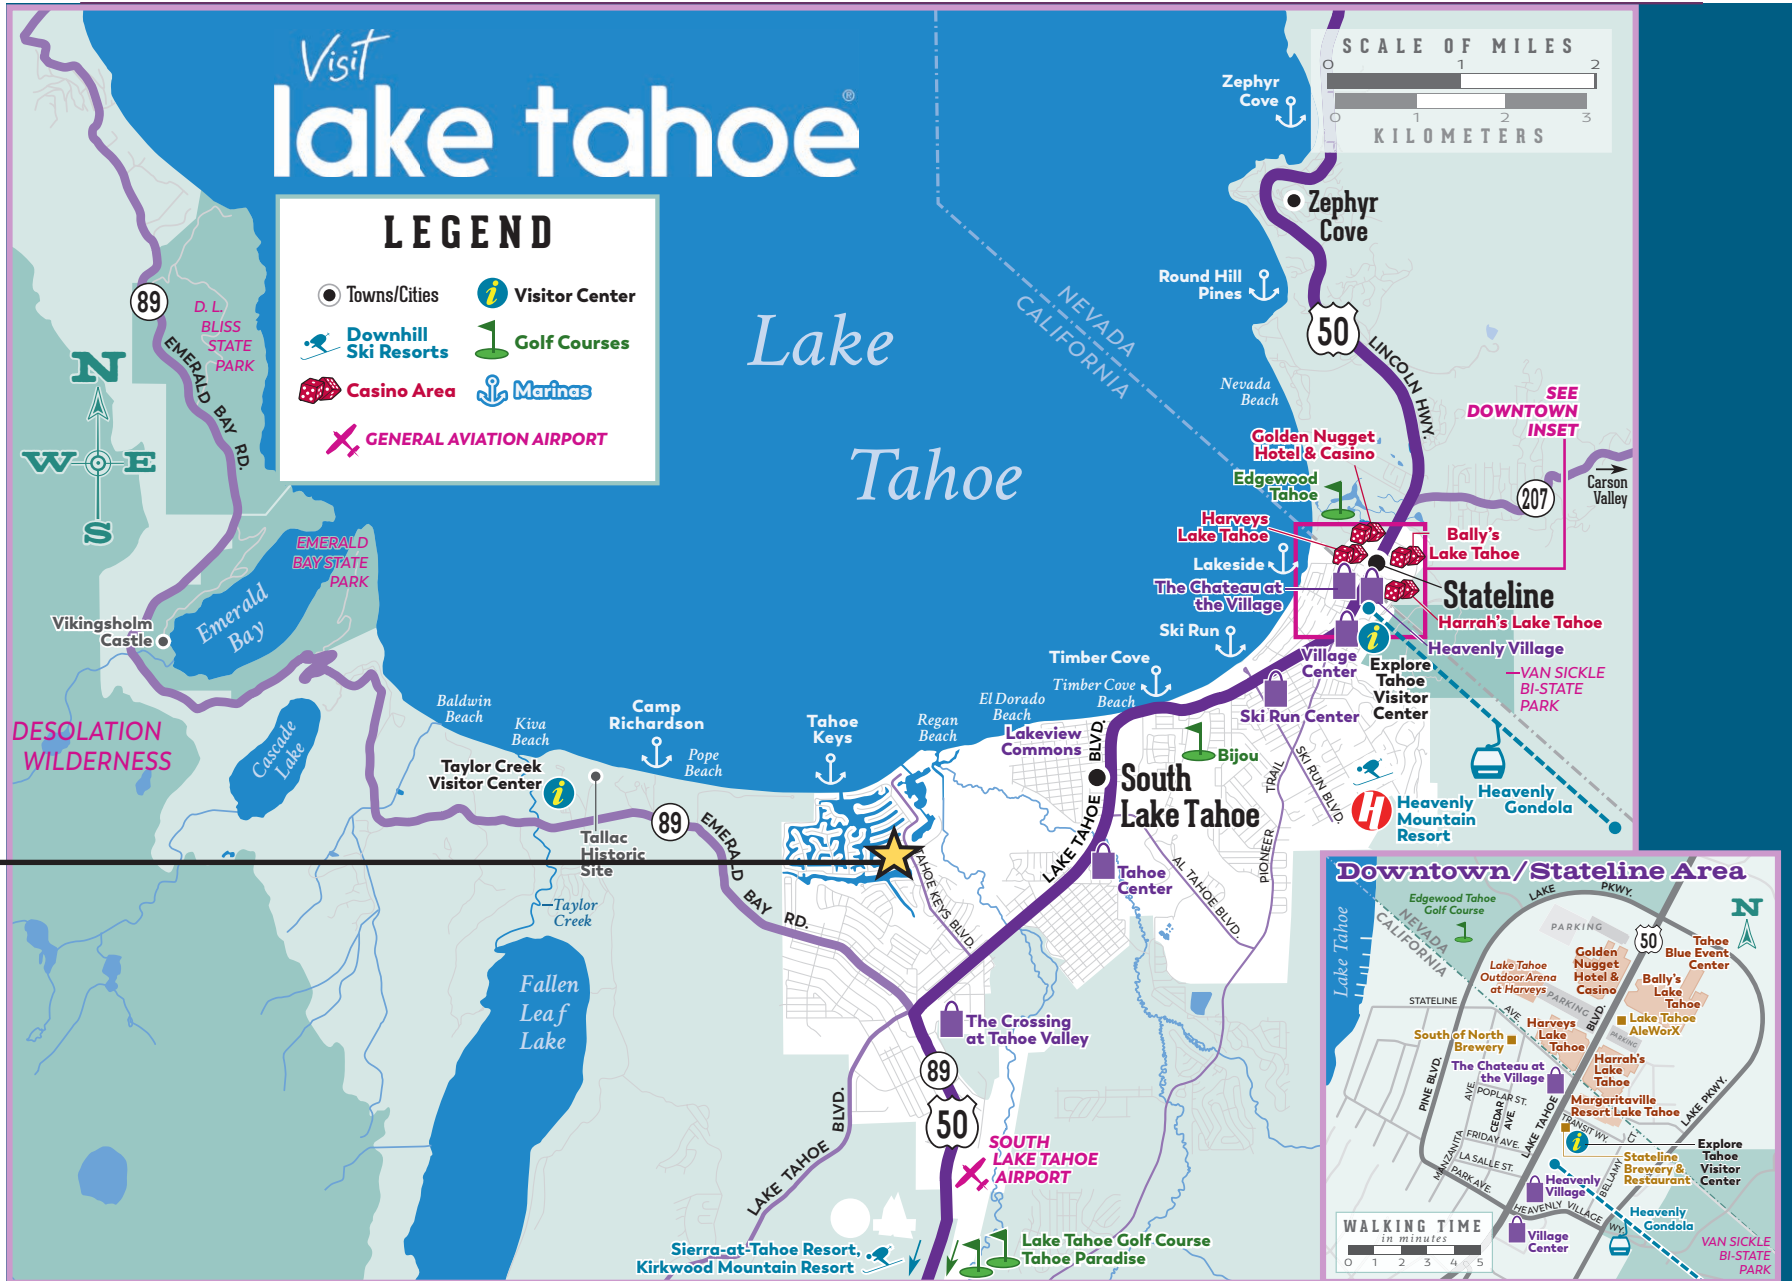 Visit
lake tahoe®
LEGEND
Towns/Cities
Visitor Center
Downhill
Ski Resorts
Golf Courses
Casino Area
Marinas
GENERAL AVIATION AIRPORT
SCALE OF MILES
0 1 2
0 1 2 3
KILOMETERS
N
W E
S
89
D. L.
BLISS
STATE
PARK
EMERALD BAY RD.
EMERALD
BAY STATE
PARK
Emerald
Bay
Vikingsholm
Castle
DESOLATION
WILDERNESS
Cascade
Lake
Lake
Tahoe
NEVADA
CALIFORNIA
Zephyr
Cove
Zephyr
Cove
Round Hill
Pines
50
LINCOLN HWY.
Nevada
Beach
SEE
DOWNTOWN
INSET
Golden Nugget
Hotel & Casino
Edgewood
Tahoe
207
Carson
Valley
Harveys
Lake Tahoe
Bally's
Lake Tahoe
Lakeside
The Chateau at
the Village
Stateline
Harrah's Lake Tahoe
Heavenly Village
Ski Run
Village
Center
Explore
Tahoe
Visitor
Center
VAN SICKLE
BI-STATE
PARK
Timber Cove
Timber Cove
Beach
Ski Run Center
El Dorado
Beach
Lakeview
Commons
Regan
Beach
Tahoe
Keys
Camp
Richardson
Pope
Beach
Baldwin
Beach
Kiva
Beach
Taylor Creek
Visitor Center
Tallac
Historic
Site
89
EMERALD BAY RD.
Taylor
Creek
Fallen
Leaf
Lake
Bijou
South
Lake Tahoe
LAKE TAHOE BLVD.
SKI RUN BLVD.
PIONEER TRAIL
AL TAHOE BLVD.
Heavenly
Mountain
Resort
Heavenly
Gondola
Tahoe
Center
TAHOE KEYS BLVD.
The Crossing
at Tahoe Valley
89
50
LAKE TAHOE BLVD.
SOUTH
LAKE TAHOE
AIRPORT
Sierra-at-Tahoe Resort,
Kirkwood Mountain Resort
Lake Tahoe Golf Course
Tahoe Paradise
Downtown/Stateline Area
Lake Tahoe
Edgewood Tahoe
Golf Course
NEVADA
CALIFORNIA
LAKE PKWY.
N
PARKING
50
Tahoe
Blue Event
Center
Golden
Nugget
Hotel &
Casino
Lake Tahoe
Outdoor Arena
at Harveys
PARKING
Bally's
Lake
Tahoe
STATELINE AVE.
Lake Tahoe
AleWorX
PARKING
South of North
Brewery
Harveys
Lake
Tahoe
Harrah's
Lake
Tahoe
The Chateau at
the Village
PINE BLVD.
POPLAR ST.
CEDAR AVE.
MANZANITA AVE.
FRIDAY AVE.
LA SALLE ST.
PARK AVE.
LAKE TAHOE BLVD.
Margaritaville
Resort Lake Tahoe
TRANSIT WY.
LAKE PKWY.
Explore
Tahoe
Visitor
Center
Stateline
Brewery &
Restaurant
BELLAMY CT.
Heavenly
Village
HEAVENLY VILLAGE WY.
Heavenly
Gondola
Village
Center
VAN SICKLE
BI-STATE
PARK
WALKING TIME
in minutes
0 1 2 3 4 5